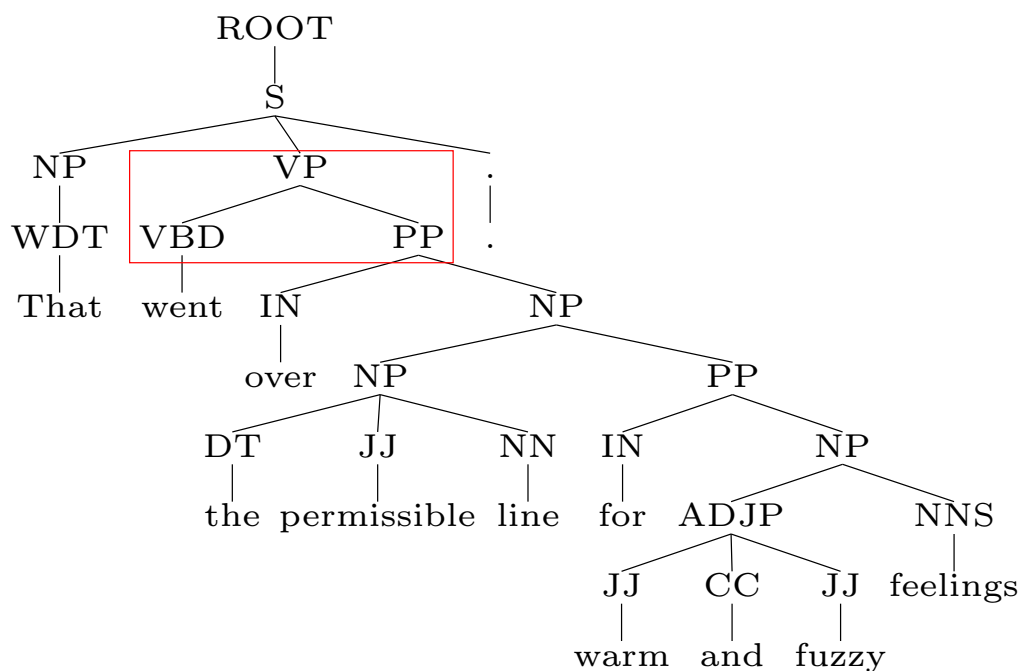 ROOT
S
NP VP .
WDT VBD PP .
That went IN NP
over NP PP
DT JJ NN IN NP
the permissible line for ADJP NNS
JJ CC JJ feelings
warm and fuzzy